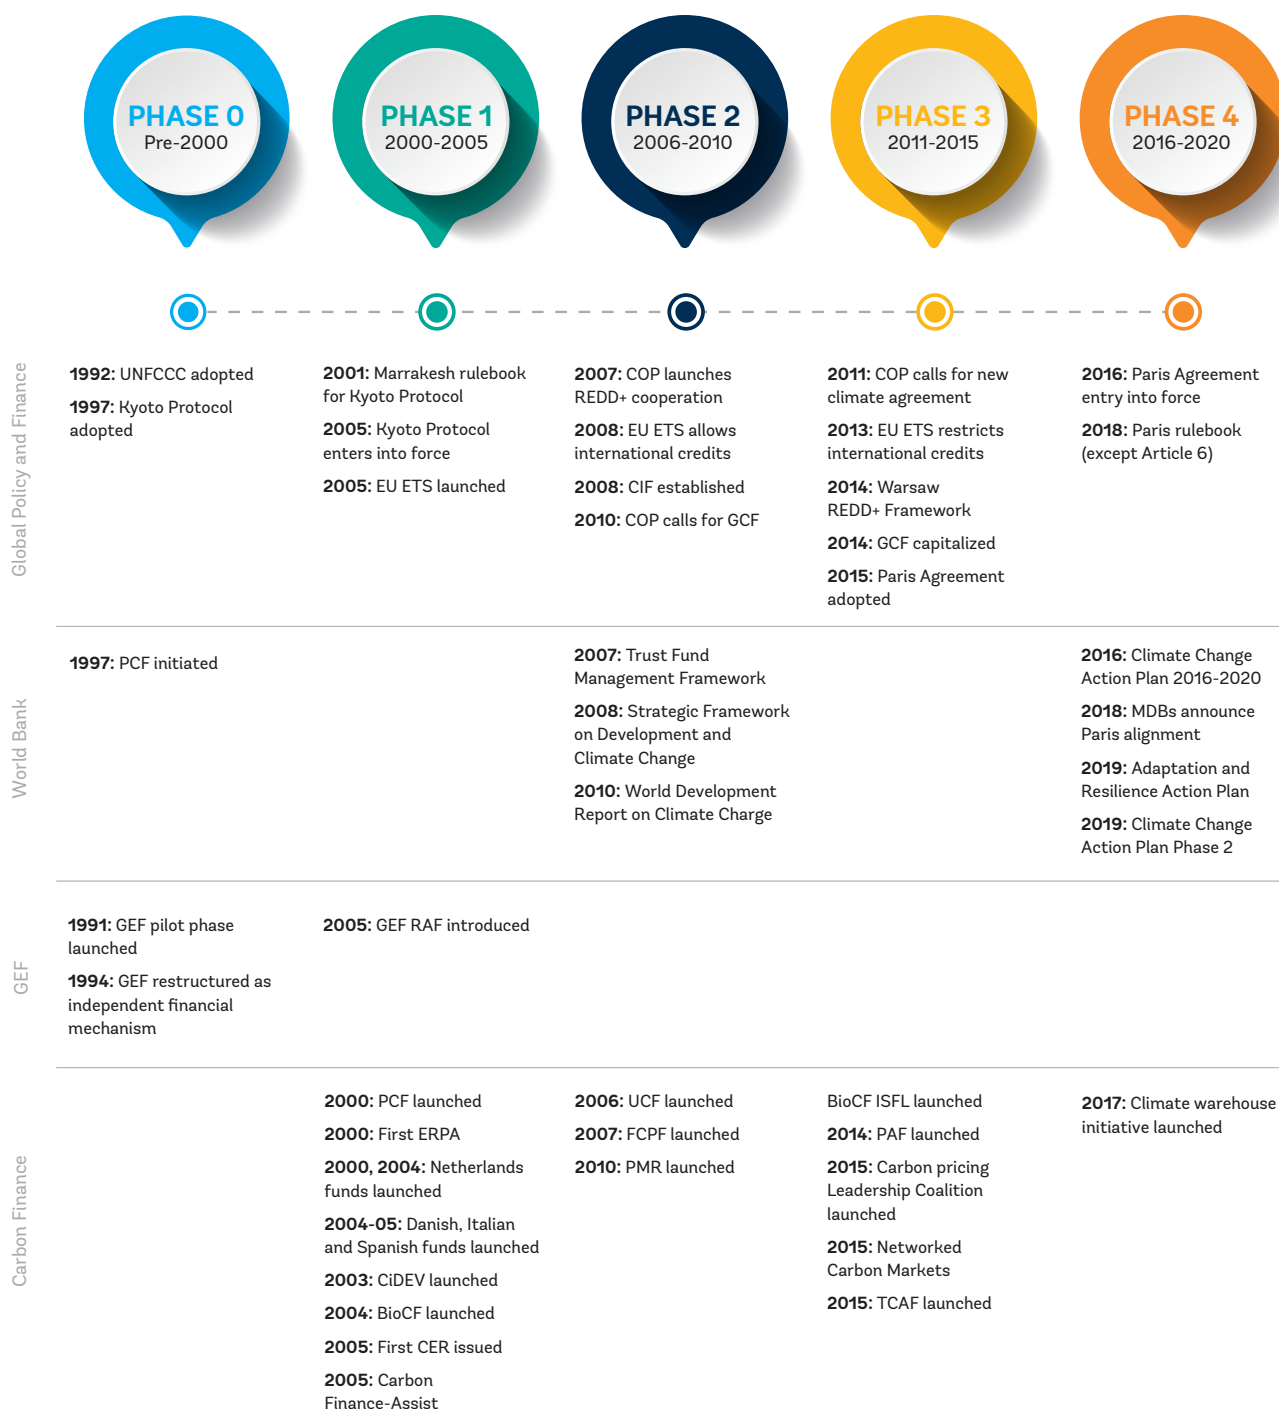 PHASE 0
Pre-2000
PHASE 1
2000-2005
PHASE 2
2006-2010
PHASE 3
2011-2015
PHASE 4
2016-2020
Global Policy and Finance
1992: UNFCCC adopted
1997: Kyoto Protocol
adopted
2001: Marrakesh rulebook
for Kyoto Protocol
2005: Kyoto Protocol
enters into force
2005: EU ETS launched
2007: COP launches
REDD+ cooperation
2008: EU ETS allows
international credits
2008: CIF established
2010: COP calls for GCF
2011: COP calls for new
climate agreement
2013: EU ETS restricts
international credits
2014: Warsaw
REDD+ Framework
2014: GCF capitalized
2015: Paris Agreement
adopted
2016: Paris Agreement
entry into force
2018: Paris rulebook
(except Article 6)
World Bank
1997: PCF initiated
2007: Trust Fund
Management Framework
2008: Strategic Framework
on Development and
Climate Change
2010: World Development
Report on Climate Charge
2016: Climate Change
Action Plan 2016-2020
2018: MDBs announce
Paris alignment
2019: Adaptation and
Resilience Action Plan
2019: Climate Change
Action Plan Phase 2
GEF
1991: GEF pilot phase
launched
1994: GEF restructured as
independent financial
mechanism
2005: GEF RAF introduced
Carbon Finance
2000: PCF launched
2000: First ERPA
2000, 2004: Netherlands
funds launched
2004-05: Danish, Italian
and Spanish funds launched
2003: CiDEV launched
2004: BioCF launched
2005: First CER issued
2005: Carbon
Finance-Assist
2006: UCF launched
2007: FCPF launched
2010: PMR launched
BioCF ISFL launched
2014: PAF launched
2015: Carbon pricing
Leadership Coalition
launched
2015: Networked
Carbon Markets
2015: TCAF launched
2017: Climate warehouse
initiative launched